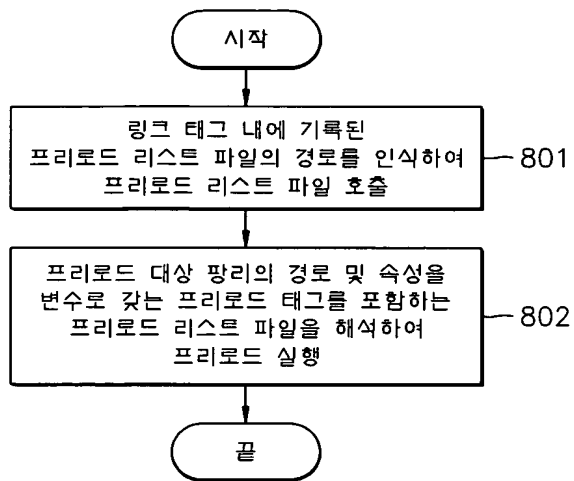 시작
링크 태그 내에 기록된
프리로드 리스트 파일의 경로를 인식하여
프리로드 리스트 파일 호출
801
프리로드 대상 팡리의 경로 및 속성을
변수로 갖는 프리로드 태그를 포함하는
프리로드 리스트 파일을 해석하여
프리로드 실행
802
끝